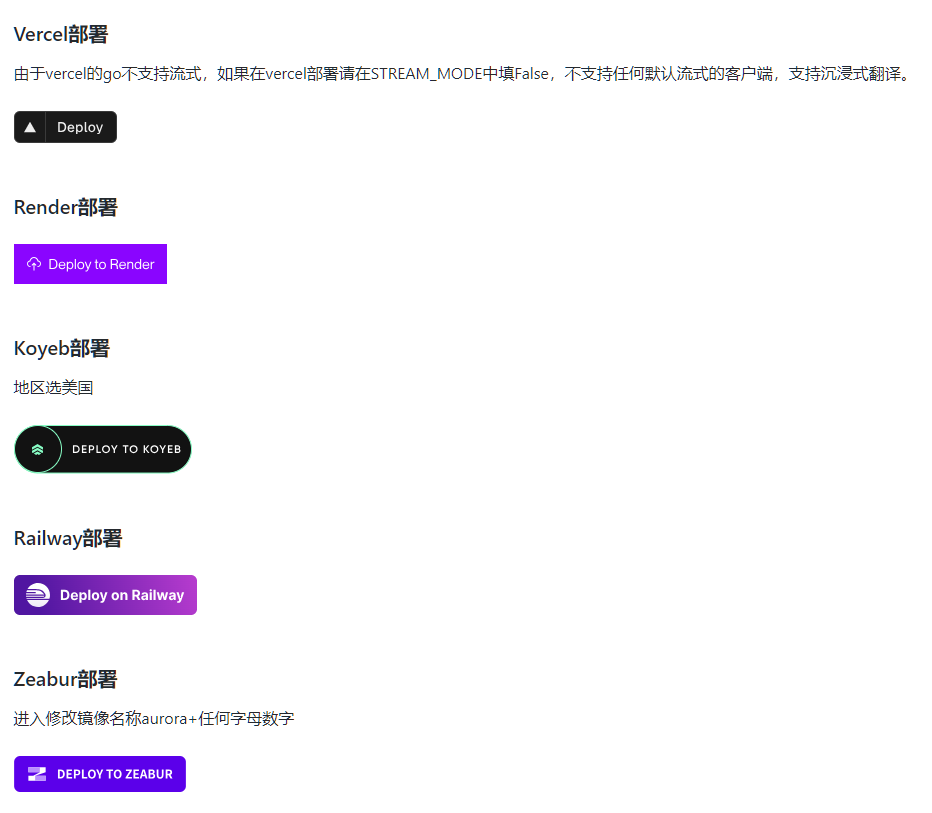 Vercel部署
由于vercel的go不支持流式，如果在vercel部署请在STREAM_MODE中填False，不支持任何默认流式的客户端，支持沉浸式翻译。
Deploy
Render部署
Deploy to Render
Koyeb部署
地区选美国
DEPLOY TO KOYEB
Railway部署
Deploy on Railway
Zeabur部署
进入修改镜像名称aurora+任何字母数字
DEPLOY TO ZEABUR